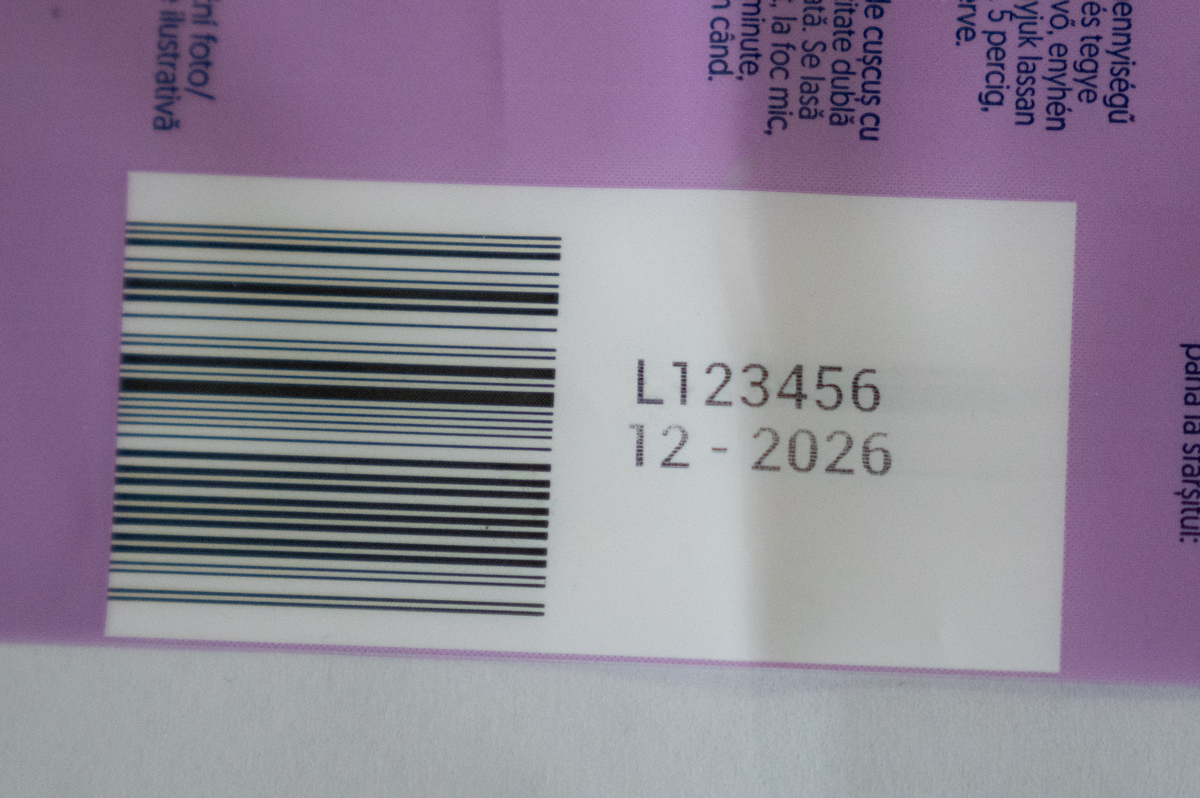 ní foto/
ilustrativă
de cușcuș cu
itate dublă
ată. Se lasă
, la foc mic,
minute,
când.
ennyiségű
és tegye
vő, enyhén
yjuk lassan
5 percig,
erve.
L123456
12 - 2026
până la sfârșitul: